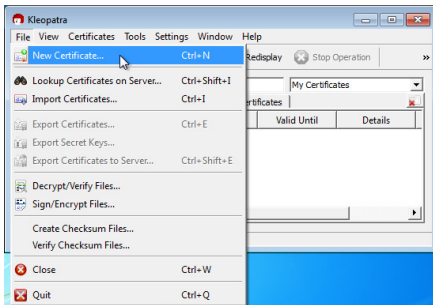 Kleopatra
File View Certificates Tools Settings Window Help
New Certificate... Ctrl+N
Redisplay Stop Operation »
Lookup Certificates on Server... Ctrl+Shift+I
My Certificates
Import Certificates... Ctrl+I
rtificates
Export Certificates... Ctrl+E
Valid Until Details
Export Secret Keys...
Export Certificates to Server... Ctrl+Shift+E
Decrypt/Verify Files...
Sign/Encrypt Files...
Create Checksum Files...
Verify Checksum Files...
Close Ctrl+W
Quit Ctrl+Q